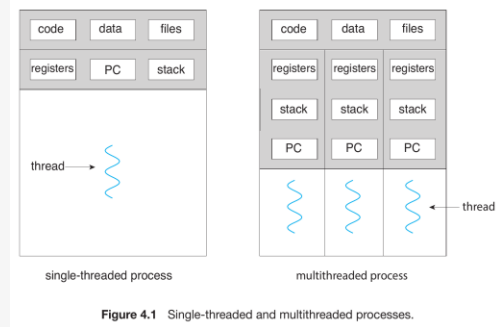 code data files code data files
registers PC stack registers registers registers
stack stack stack
PC PC PC
thread
thread
single-threaded process multithreaded process
Figure 4.1 Single-threaded and multithreaded processes.